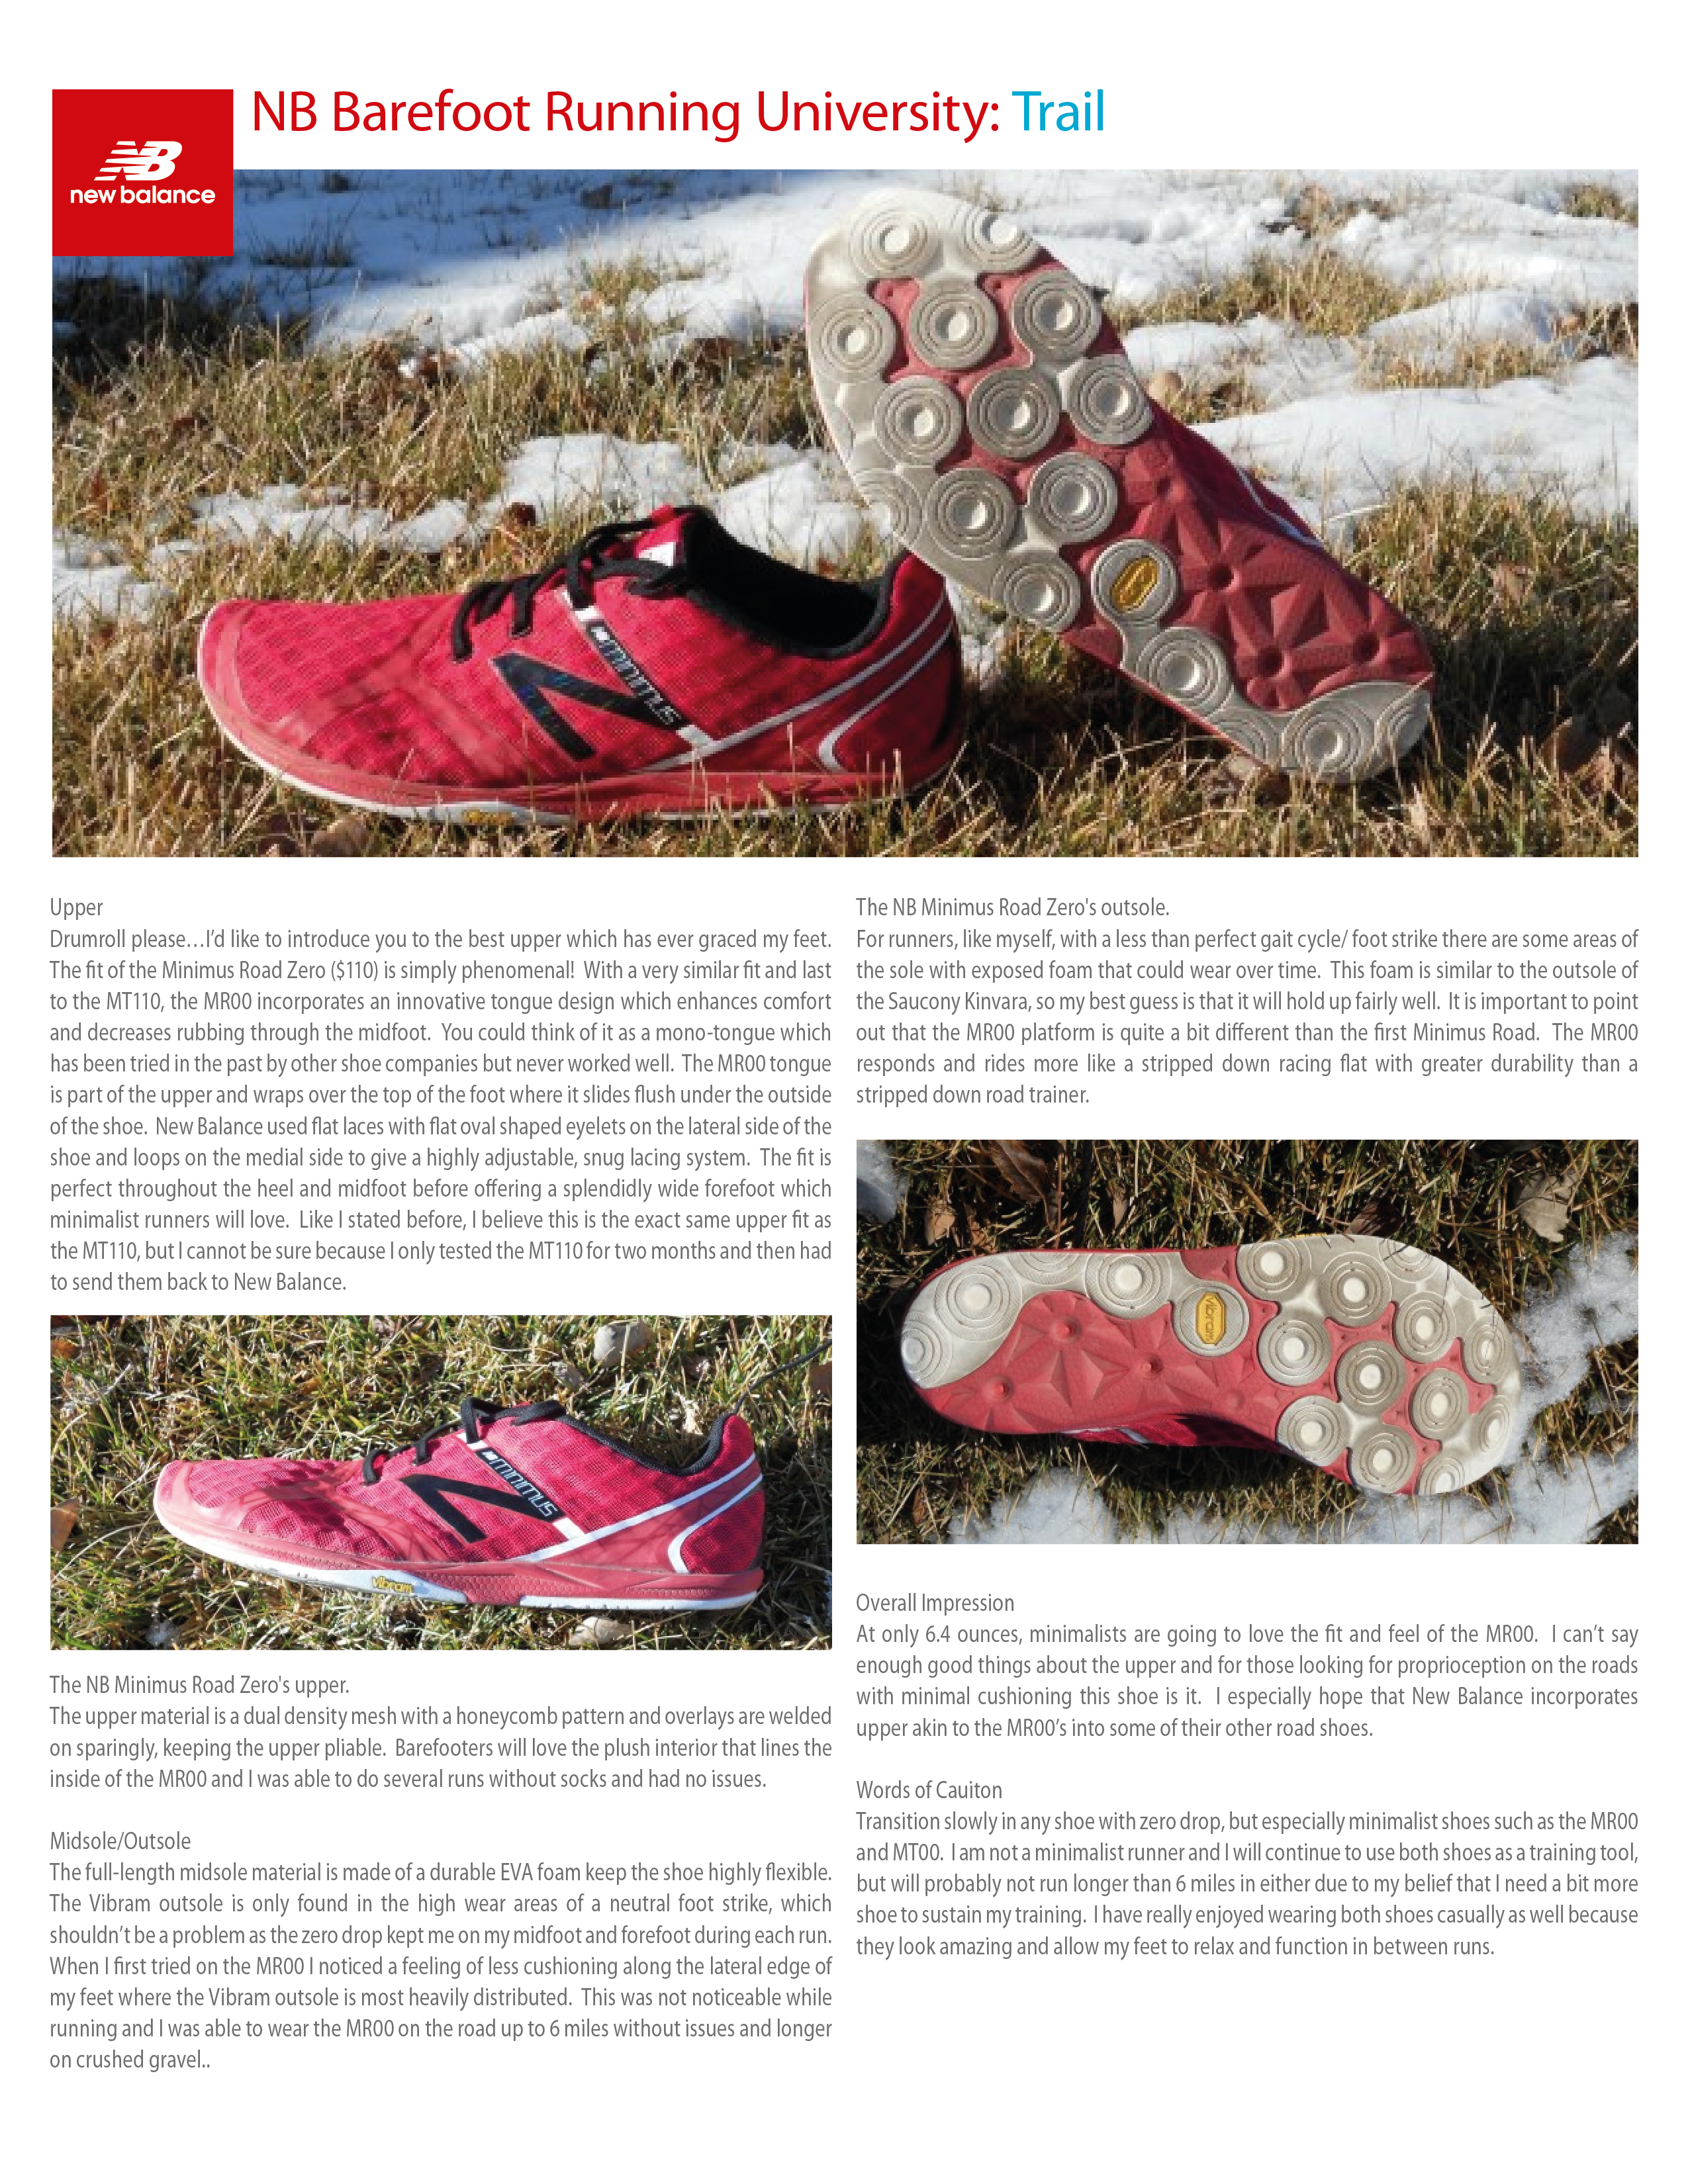 NB Barefoot Running University: Trail
new balance
minimus
Upper
Drumroll please…I’d like to introduce you to the best upper which has ever graced my feet.
The fit of the Minimus Road Zero ($110) is simply phenomenal!  With a very similar fit and last
to the MT110, the MR00 incorporates an innovative tongue design which enhances comfort
and decreases rubbing through the midfoot.  You could think of it as a mono-tongue which
has been tried in the past by other shoe companies but never worked well. The MR00 tongue
is part of the upper and wraps over the top of the foot where it slides flush under the outside
of the shoe.  New Balance used flat laces with flat oval shaped eyelets on the lateral side of the
shoe and loops on the medial side to give a highly adjustable, snug lacing system.  The fit is
perfect throughout the heel and midfoot before offering a splendidly wide forefoot which
minimalist runners will love.  Like I stated before, I believe this is the exact same upper fit as
the MT110, but I cannot be sure because I only tested the MT110 for two months and then had
to send them back to New Balance.
minimus
vibram
The NB Minimus Road Zero's upper.
The upper material is a dual density mesh with a honeycomb pattern and overlays are welded
on sparingly, keeping the upper pliable.  Barefooters will love the plush interior that lines the
inside of the MR00 and I was able to do several runs without socks and had no issues.
Midsole/Outsole
The full-length midsole material is made of a durable EVA foam keep the shoe highly flexible.
The Vibram outsole is only found in the high wear areas of a neutral foot strike, which
shouldn’t be a problem as the zero drop kept me on my midfoot and forefoot during each run.
When I first tried on the MR00 I noticed a feeling of less cushioning along the lateral edge of
my feet where the Vibram outsole is most heavily distributed.  This was not noticeable while
running and I was able to wear the MR00 on the road up to 6 miles without issues and longer
on crushed gravel..
The NB Minimus Road Zero's outsole.
For runners, like myself, with a less than perfect gait cycle/ foot strike there are some areas of
the sole with exposed foam that could wear over time.  This foam is similar to the outsole of
the Saucony Kinvara, so my best guess is that it will hold up fairly well.  It is important to point
out that the MR00 platform is quite a bit different than the first Minimus Road.  The MR00
responds and rides more like a stripped down racing flat with greater durability than a
stripped down road trainer.
vibram
Overall Impression
At only 6.4 ounces, minimalists are going to love the fit and feel of the MR00.  I can’t say
enough good things about the upper and for those looking for proprioception on the roads
with minimal cushioning this shoe is it.  I especially hope that New Balance incorporates
upper akin to the MR00’s into some of their other road shoes.
Words of Cauiton
Transition slowly in any shoe with zero drop, but especially minimalist shoes such as the MR00
and MT00.  I am not a minimalist runner and I will continue to use both shoes as a training tool,
but will probably not run longer than 6 miles in either due to my belief that I need a bit more
shoe to sustain my training.  I have really enjoyed wearing both shoes casually as well because
they look amazing and allow my feet to relax and function in between runs.